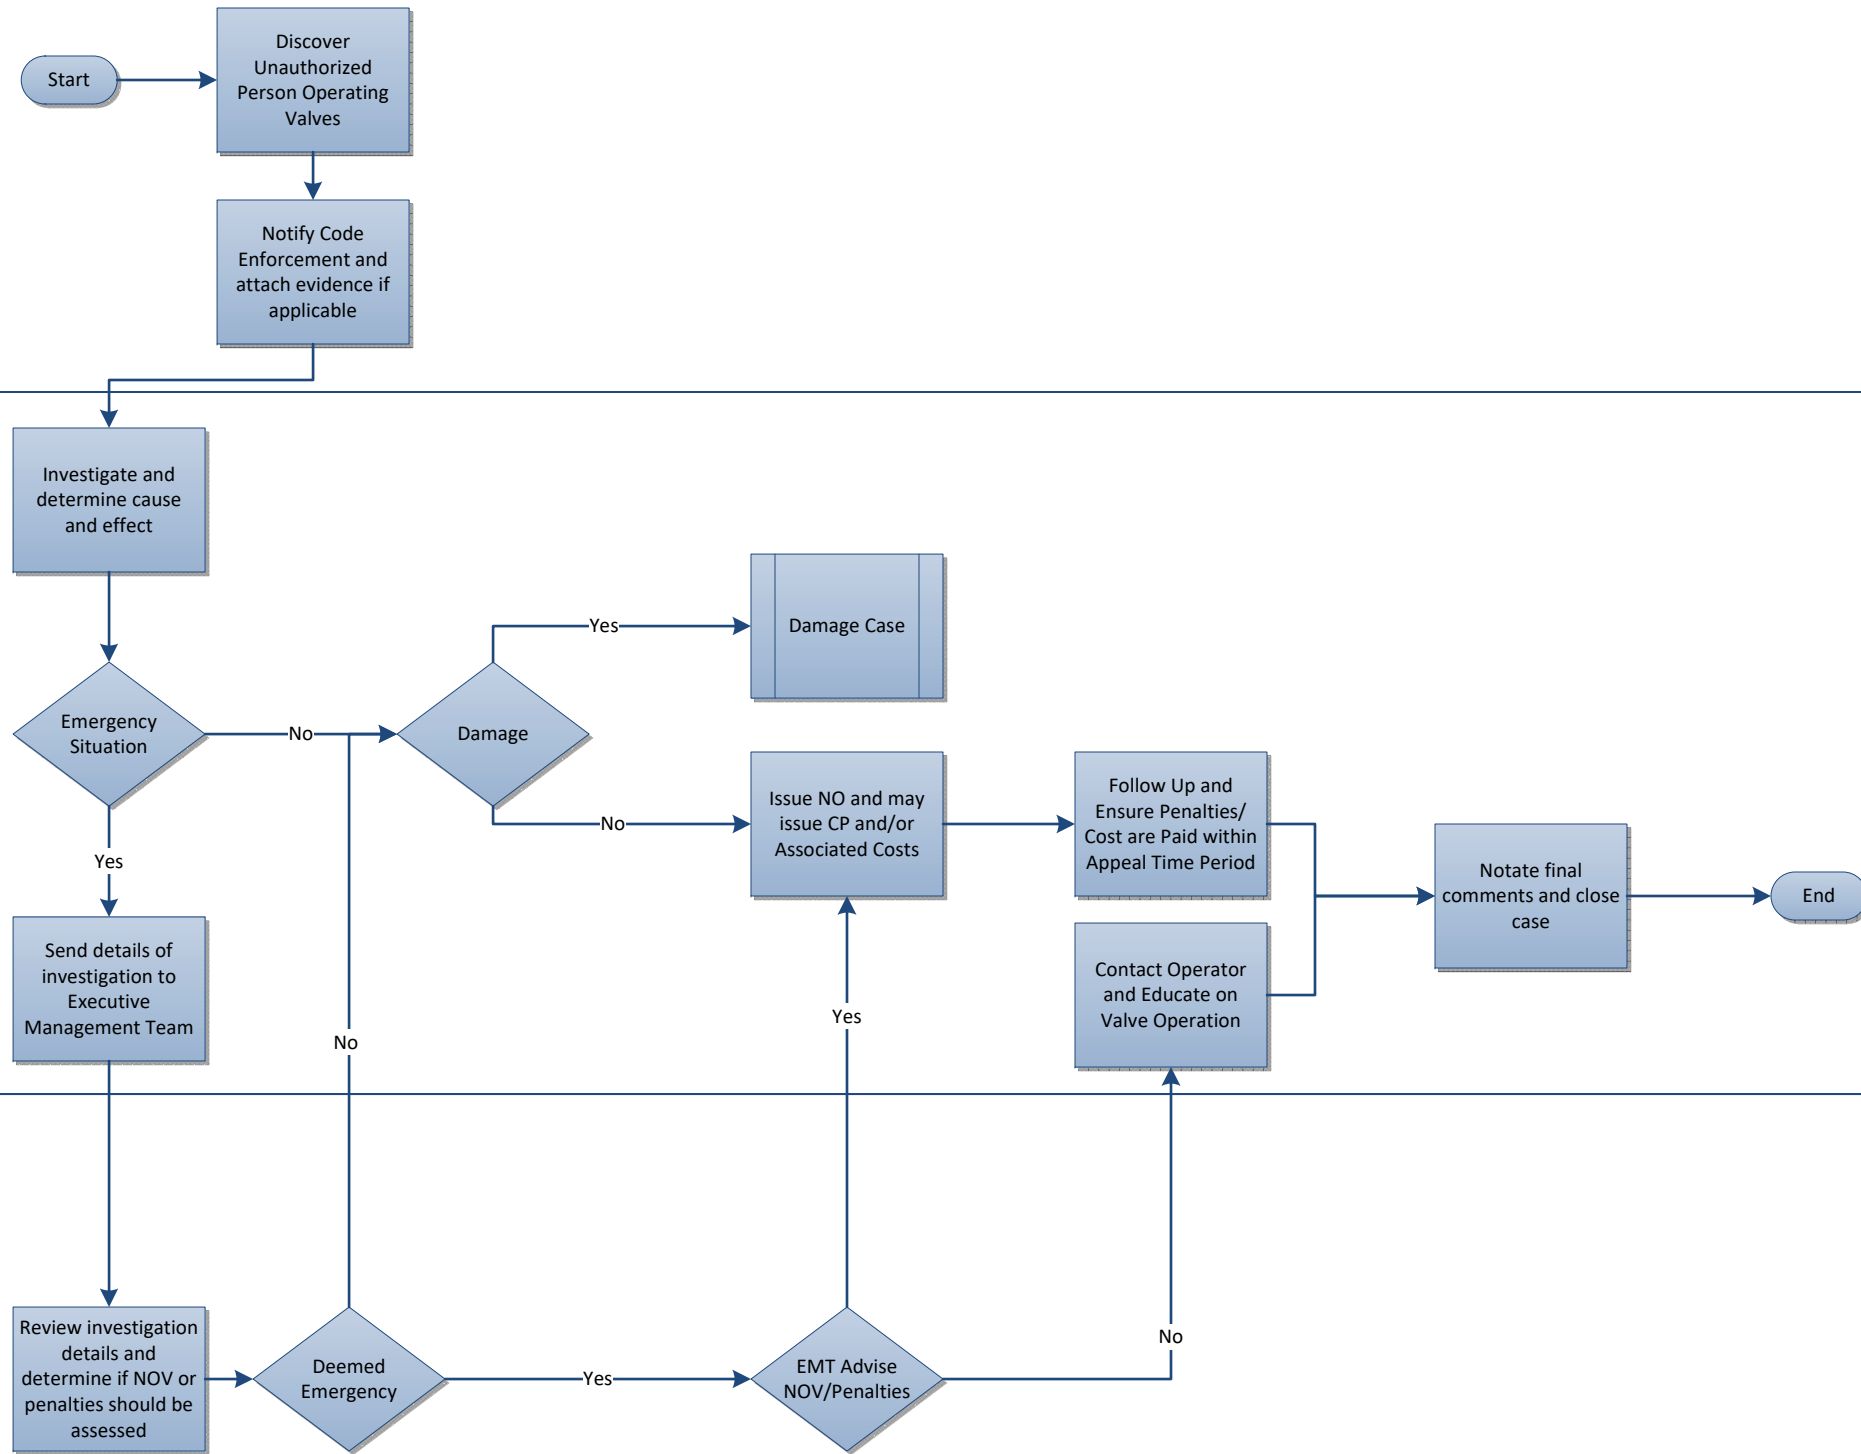 Start
Discover
Unauthorized
Person Operating
Valves
Notify Code
Enforcement and
attach evidence if
applicable
Investigate and
determine cause
and effect
Emergency
Situation
No
Yes
Damage
Yes
No
Damage Case
Issue NO and may
issue CP and/or
Associated Costs
Follow Up and
Ensure Penalties/
Cost are Paid within
Appeal Time Period
Notate final
comments and close
case
End
Send details of
investigation to
Executive
Management Team
Contact Operator
and Educate on
Valve Operation
No
Yes
Review investigation
details and
determine if NOV or
penalties should be
assessed
Deemed
Emergency
Yes
EMT Advise
NOV/Penalties
No